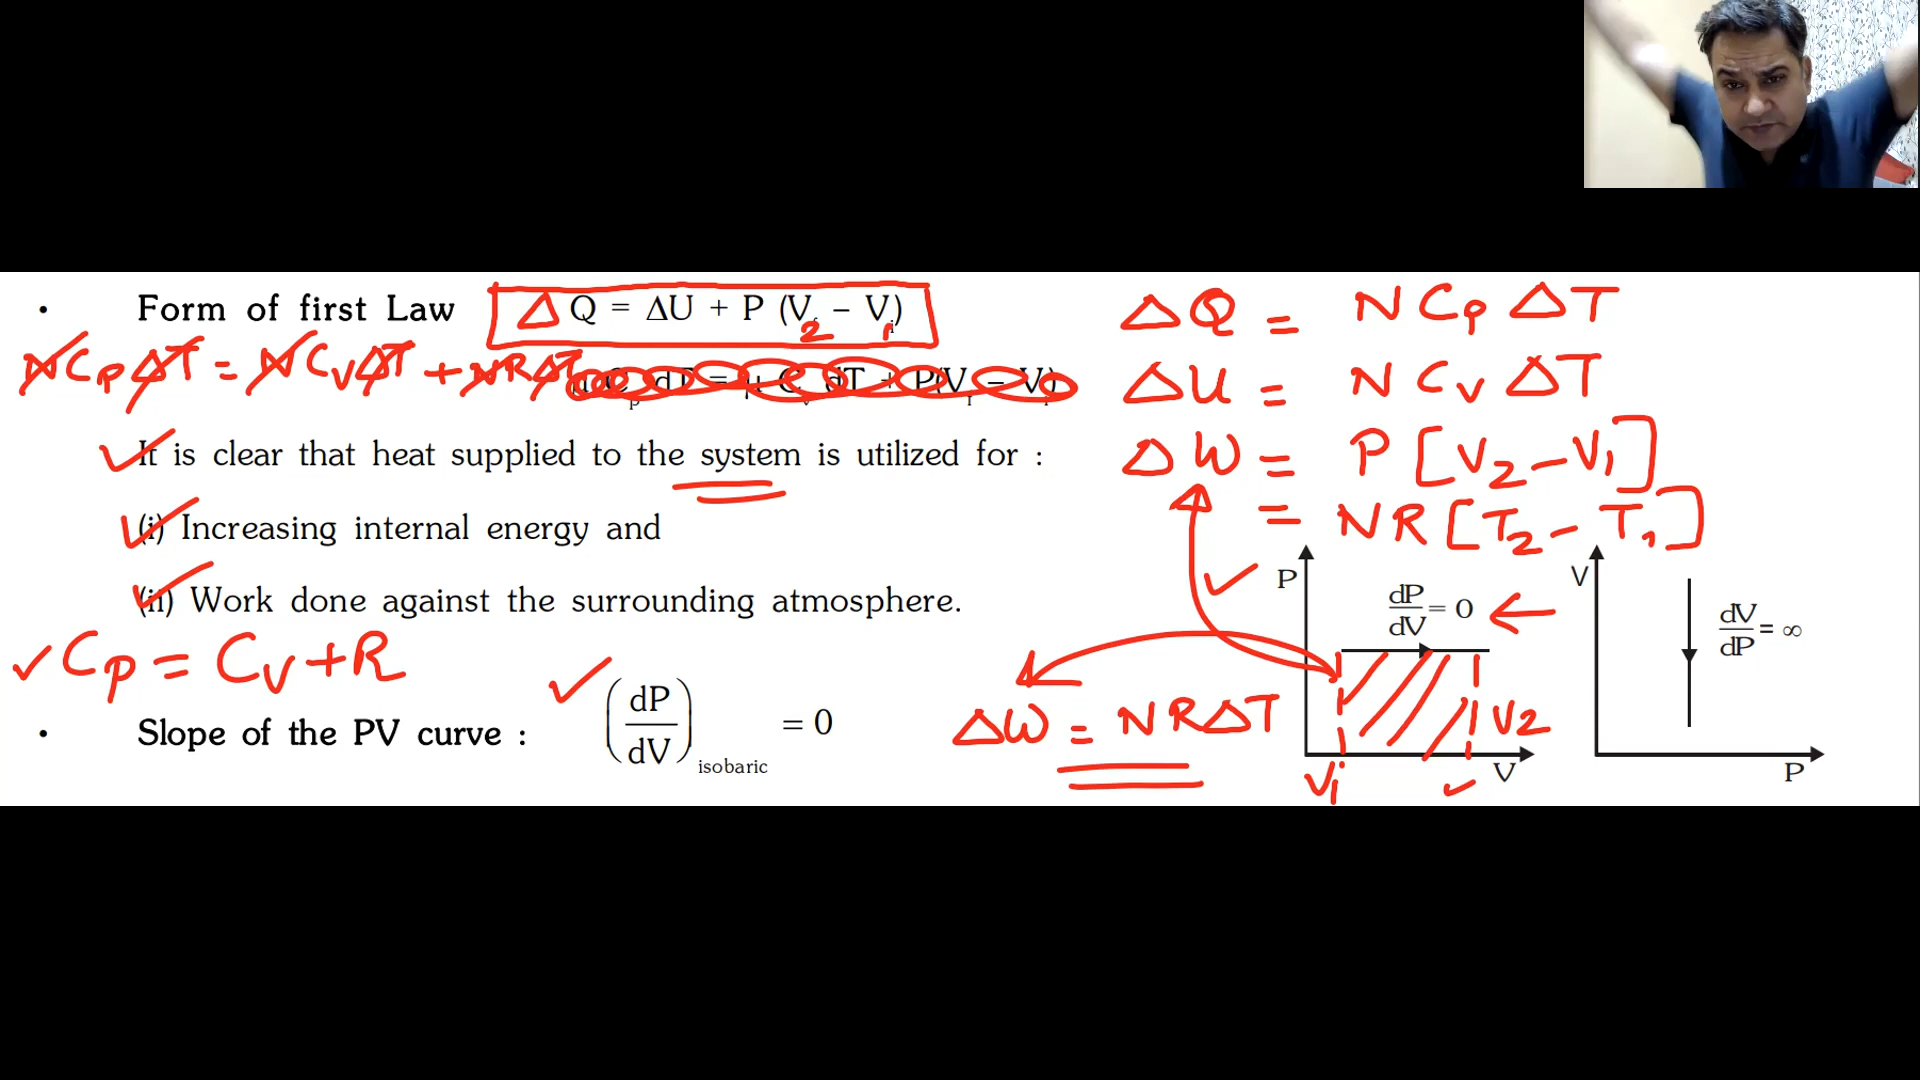 • Form of first Law ΔQ = ΔU + P (V2 – V1)
NCPΔT = NCVΔT + NRΔT
It is clear that heat supplied to the system is utilized for :
(i) Increasing internal energy and
(ii) Work done against the surrounding atmosphere.
CP = CV + R
• Slope of the PV curve : (dP/dV)isobaric = 0
ΔQ = NCPΔT
ΔU = NCVΔT
ΔW = P[V2 – V1]
= NR[T2 – T1]
ΔW = NRΔT
P
dP/dV = 0
V1
V2
V
V
dV/dP = ∞
P